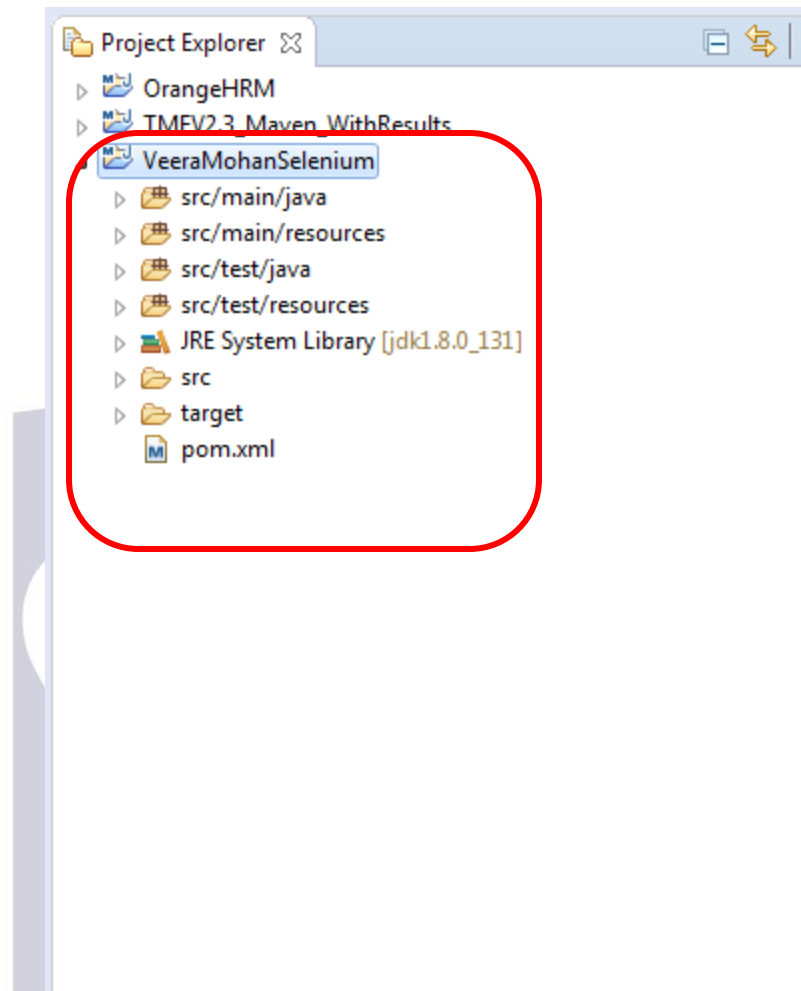 Project Explorer
OrangeHRM
TMFV2.3_Maven_WithResults
VeeraMohanSelenium
src/main/java
src/main/resources
src/test/java
src/test/resources
JRE System Library [jdk1.8.0_131]
src
target
pom.xml